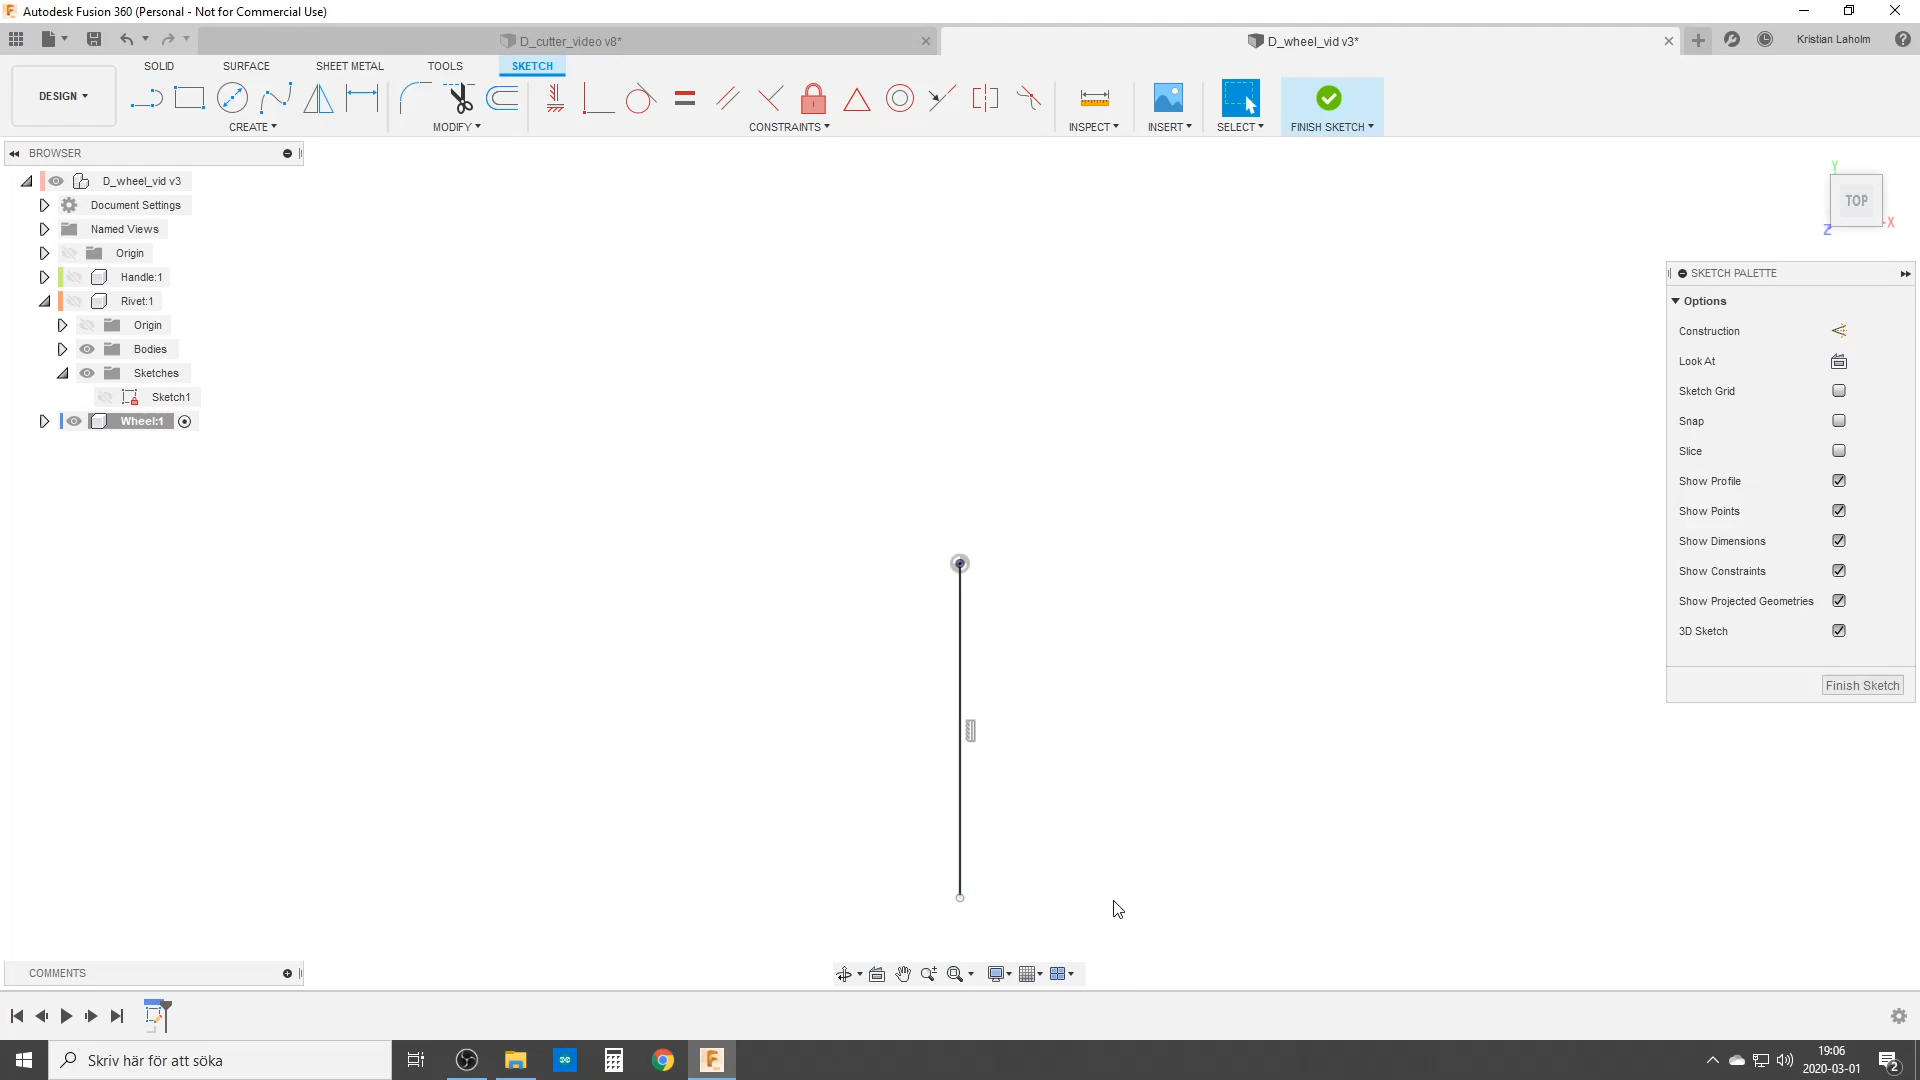 Autodesk Fusion 360 (Personal - Not for Commercial Use)
D_cutter_video v8*
D_wheel_vid v3*
Kristian Laholm
SOLID SURFACE SHEET METAL TOOLS SKETCH
DESIGN
CREATE MODIFY CONSTRAINTS INSPECT INSERT SELECT FINISH SKETCH
BROWSER
D_wheel_vid v3
Document Settings
Named Views
Origin
Handle:1
Rivet:1
Origin
Bodies
Sketches
Sketch1
Wheel:1
Y
TOP
X
Z
SKETCH PALETTE
Options
Construction
Look At
Sketch Grid
Snap
Slice
Show Profile
Show Points
Show Dimensions
Show Constraints
Show Projected Geometries
3D Sketch
Finish Sketch
COMMENTS
Skriv här för att söka
19:06
2020-03-01
2